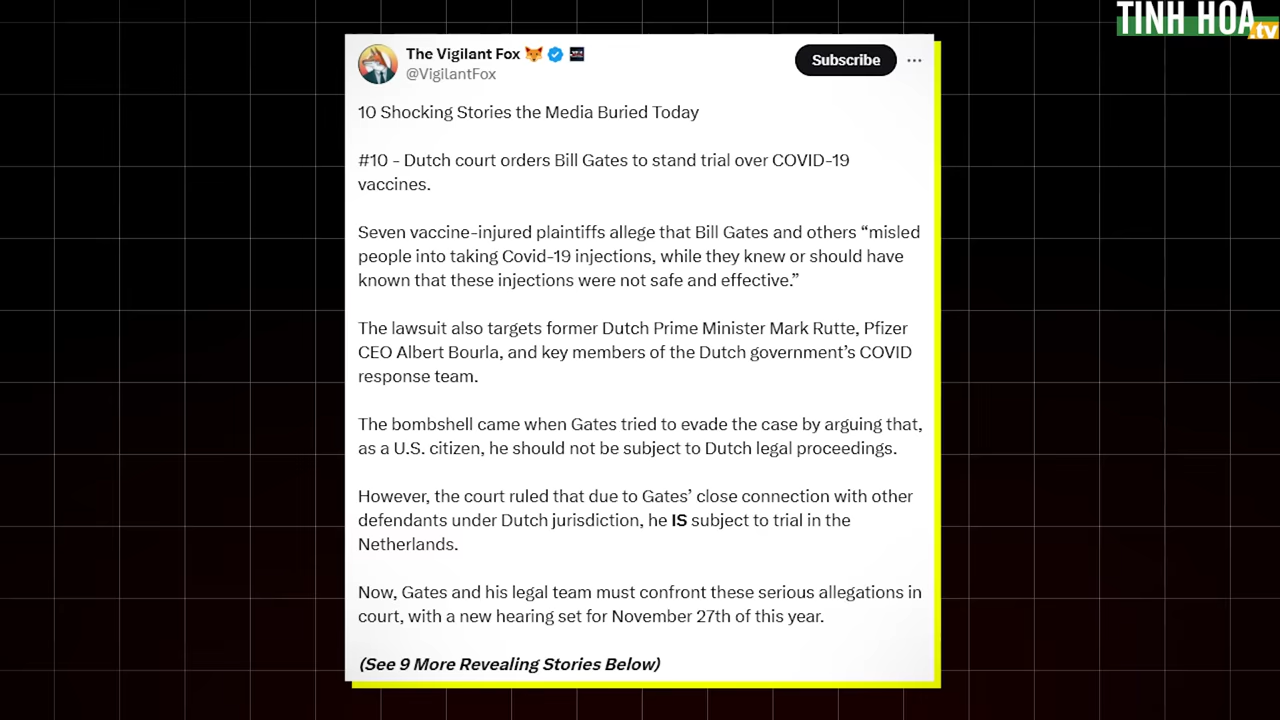 TINH HOA
.tv
The Vigilant Fox
@VigilantFox
Subscribe
10 Shocking Stories the Media Buried Today
#10 - Dutch court orders Bill Gates to stand trial over COVID-19
vaccines.
Seven vaccine-injured plaintiffs allege that Bill Gates and others “misled
people into taking Covid-19 injections, while they knew or should have
known that these injections were not safe and effective.”
The lawsuit also targets former Dutch Prime Minister Mark Rutte, Pfizer
CEO Albert Bourla, and key members of the Dutch government’s COVID
response team.
The bombshell came when Gates tried to evade the case by arguing that,
as a U.S. citizen, he should not be subject to Dutch legal proceedings.
However, the court ruled that due to Gates’ close connection with other
defendants under Dutch jurisdiction, he IS subject to trial in the
Netherlands.
Now, Gates and his legal team must confront these serious allegations in
court, with a new hearing set for November 27th of this year.
(See 9 More Revealing Stories Below)